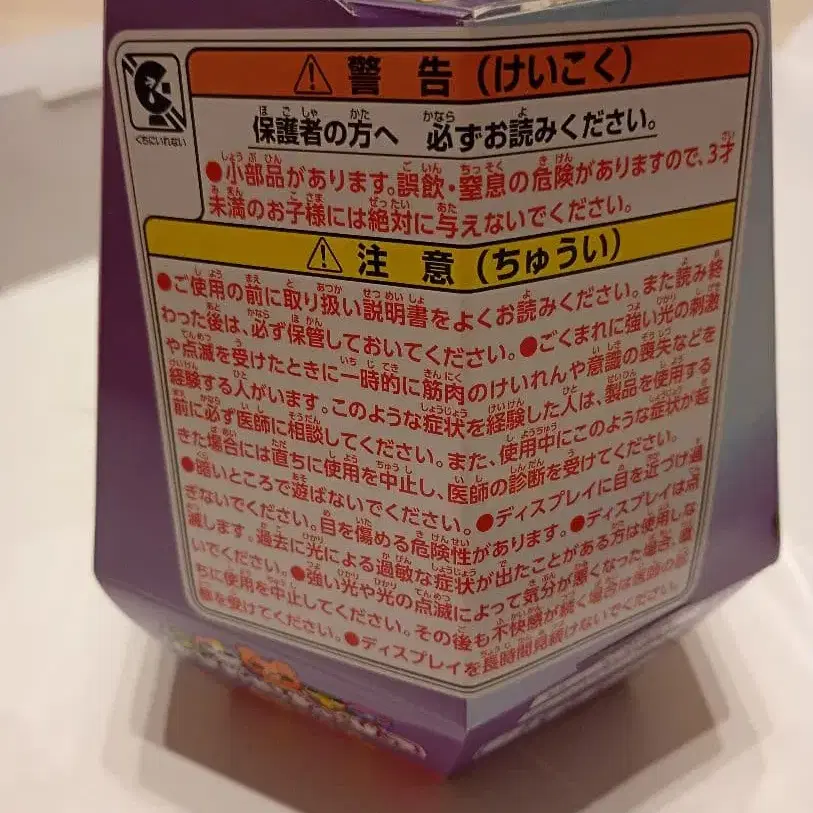 くちにいれない
⚠ 警 告 (けいこく)
保護者の方へ 必ずお読みください。
●小部品があります。誤飲・窒息の危険がありますので、3才
未満のお子様には絶対に与えないでください。
⚠ 注 意 (ちゅうい)
●ご使用の前に取り扱い説明書をよくお読みください。また読み終
わった後は、必ず保管しておいてください。●ごくまれに強い光の刺激
や点滅を受けたときに一時的に筋肉のけいれんや意識の喪失などを
経験する人がいます。このような症状を経験した人は、製品を使用する
前に必ず医師に相談してください。また、使用中にこのような症状が起
きた場合には直ちに使用を中止し、医師の診断を受けてください。
●暗いところで遊ばないでください。●ディスプレイに目を近づけ過
ぎないでください。目を傷める危険性があります。●ディスプレイは点
滅します。過去に光による過敏な症状が出たことがある方は使用しな
いでください。●強い光や光の点滅によって気分が悪くなった場合、直
ちに使用を中止してください。その後も不快感が続く場合は医師の診
を受けてください。●ディスプレイを長時間見続けないでください。